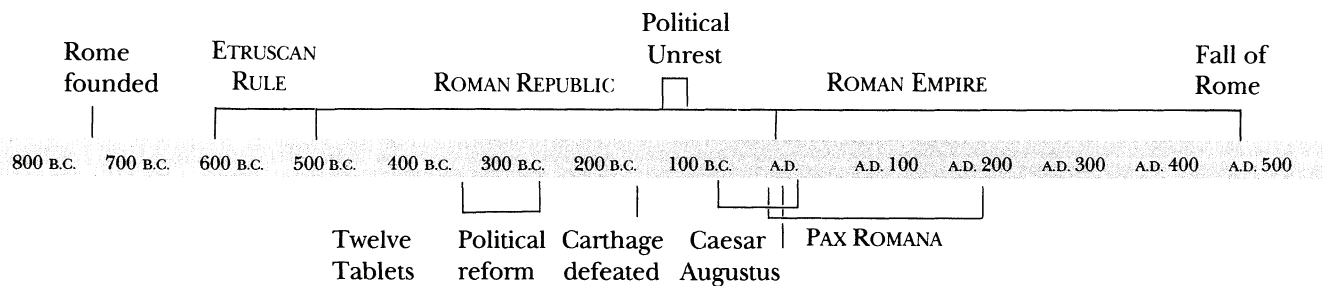 Political
Unrest
Rome
founded
ETRUSCAN
RULE
ROMAN REPUBLIC
ROMAN EMPIRE
Fall of
Rome
800 B.C. 700 B.C. 600 B.C. 500 B.C. 400 B.C. 300 B.C. 200 B.C. 100 B.C. A.D. A.D. 100 A.D. 200 A.D. 300 A.D. 400 A.D. 500
Twelve
Tablets
Political
reform
Carthage
defeated
Caesar
Augustus
PAX ROMANA